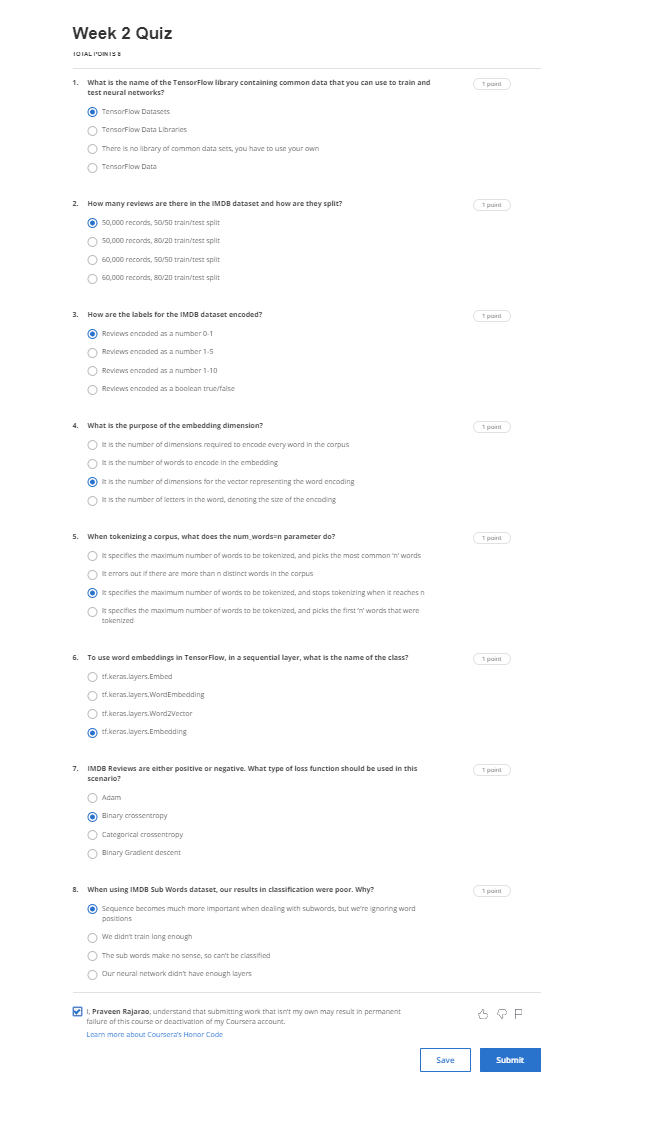 Week 2 Quiz
TOTAL POINTS 8
1. What is the name of the TensorFlow library containing common data that you can use to train and
test neural networks?
1 point
TensorFlow Datasets
TensorFlow Data Libraries
There is no library of common data sets, you have to use your own
TensorFlow Data
2. How many reviews are there in the IMDB dataset and how are they split?
1 point
50,000 records, 50/50 train/test split
50,000 records, 80/20 train/test split
60,000 records, 50/50 train/test split
60,000 records, 80/20 train/test split
3. How are the labels for the IMDB dataset encoded?
1 point
Reviews encoded as a number 0-1
Reviews encoded as a number 1-5
Reviews encoded as a number 1-10
Reviews encoded as a boolean true/false
4. What is the purpose of the embedding dimension?
1 point
It is the number of dimensions required to encode every word in the corpus
It is the number of words to encode in the embedding
It is the number of dimensions for the vector representing the word encoding
It is the number of letters in the word, denoting the size of the encoding
5. When tokenizing a corpus, what does the num_words=n parameter do?
1 point
It specifies the maximum number of words to be tokenized, and picks the most common 'n' words
It errors out if there are more than n distinct words in the corpus
It specifies the maximum number of words to be tokenized, and stops tokenizing when it reaches n
It specifies the maximum number of words to be tokenized, and picks the first 'n' words that were
tokenized
6. To use word embeddings in TensorFlow, in a sequential layer, what is the name of the class?
1 point
tf.keras.layers.Embed
tf.keras.layers.WordEmbedding
tf.keras.layers.Word2Vector
tf.keras.layers.Embedding
7. IMDB Reviews are either positive or negative. What type of loss function should be used in this
scenario?
1 point
Adam
Binary crossentropy
Categorical crossentropy
Binary Gradient descent
8. When using IMDB Sub Words dataset, our results in classification were poor. Why?
1 point
Sequence becomes much more important when dealing with subwords, but we're ignoring word
positions
We didn't train long enough
The sub words make no sense, so can't be classified
Our neural network didn't have enough layers
I, Praveen Rajarao, understand that submitting work that isn't my own may result in permanent
failure of this course or deactivation of my Coursera account.
Learn more about Coursera's Honor Code
Save
Submit